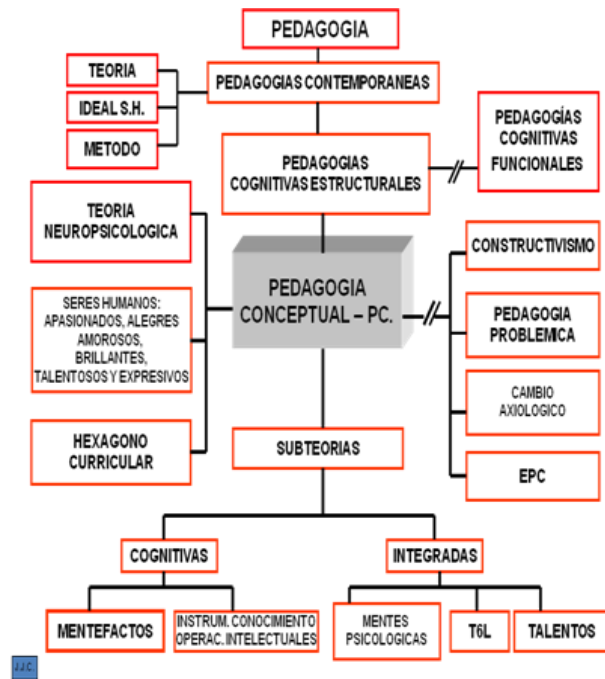 PEDAGOGIA
TEORIA
IDEAL S.H.
METODO
PEDAGOGIAS CONTEMPORANEAS
PEDAGOGIAS
COGNITIVAS ESTRUCTURALES
PEDAGOGÍAS
COGNITIVAS
FUNCIONALES
TEORIA
NEUROPSICOLOGICA
SERES HUMANOS:
APASIONADOS, ALEGRES
AMOROSOS,
BRILLANTES,
TALENTOSOS Y EXPRESIVOS
HEXAGONO
CURRICULAR
PEDAGOGIA
CONCEPTUAL – PC.
CONSTRUCTIVISMO
PEDAGOGIA
PROBLEMICA
CAMBIO
AXIOLOGICO
EPC
SUBTEORÍAS
COGNITIVAS
INTEGRADAS
MENTEFACTOS
INSTRUM. CONOCIMIENTO
OPERAC. INTELECTUALES
MENTES
PSICOLOGICAS
T6L
TALENTOS
J.J.C.